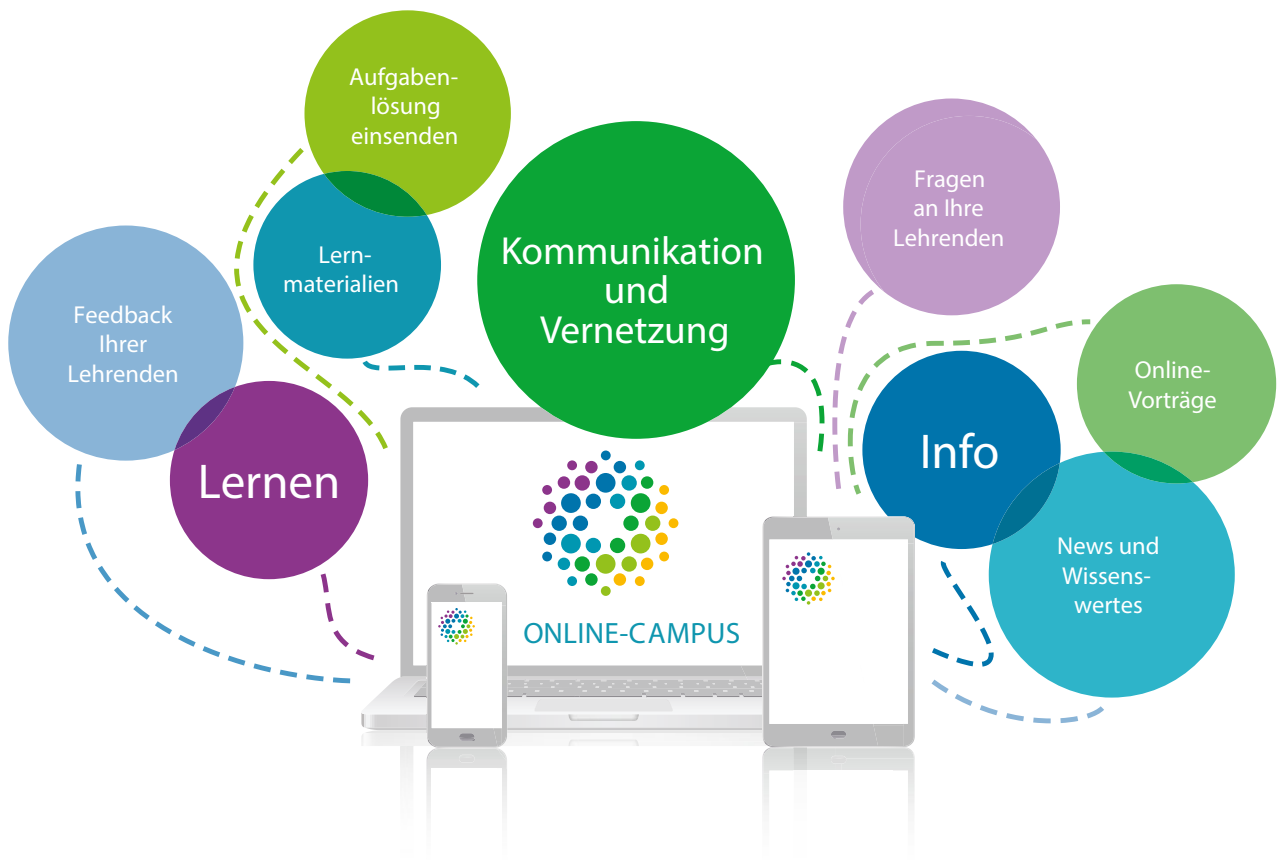 Aufgaben-
lösung
einsenden
Lern-
materialien
Feedback
Ihrer
Lehrenden
Lernen
Kommunikation
und
Vernetzung
Fragen
an Ihre
Lehrenden
Info
Online-
Vorträge
News und
Wissens-
wertes
ONLINE-CAMPUS